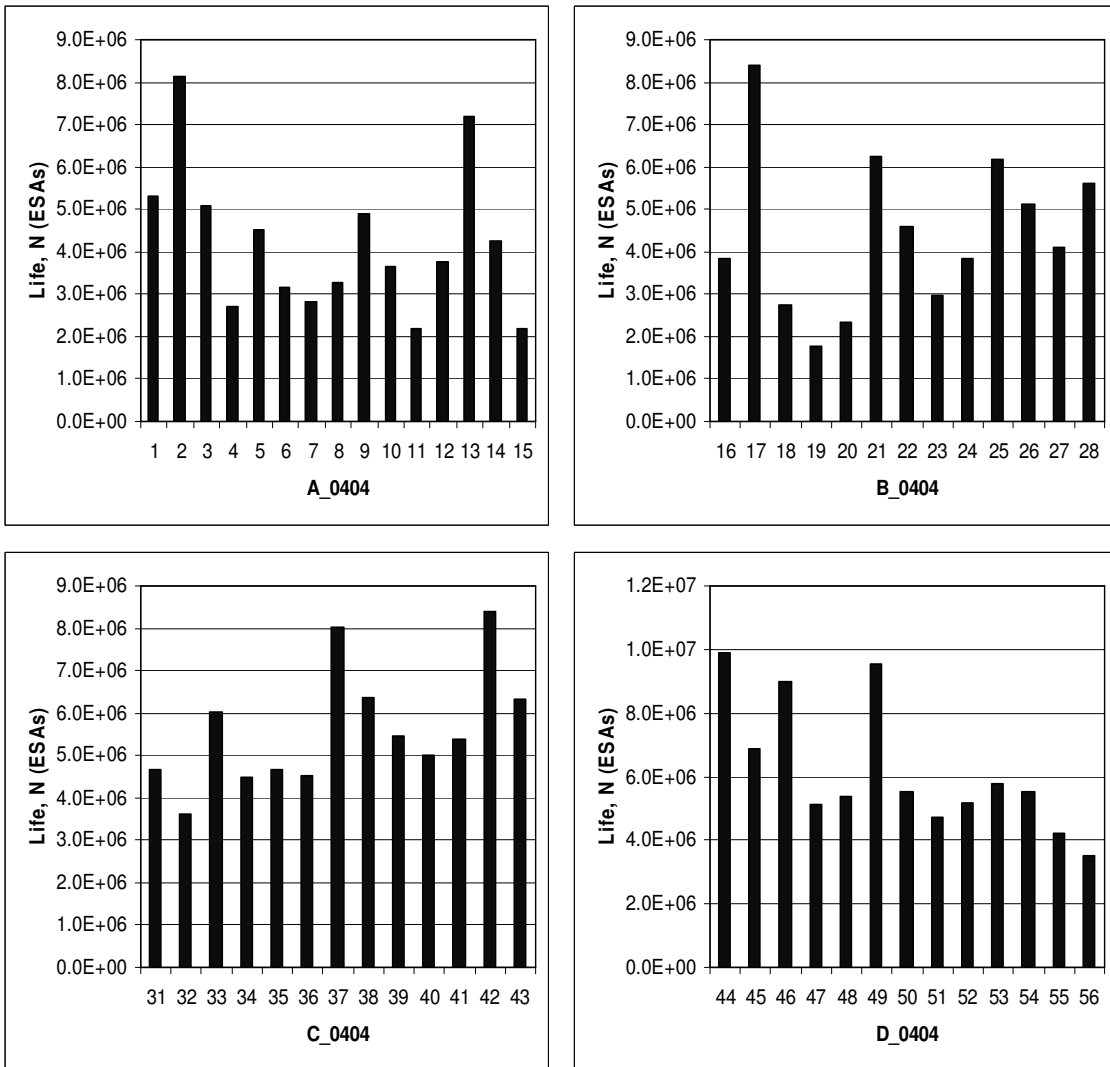 Life, N (ESAs)
9.0E+06
8.0E+06
7.0E+06
6.0E+06
5.0E+06
4.0E+06
3.0E+06
2.0E+06
1.0E+06
0.0E+00
1 2 3 4 5 6 7 8 9 10 11 12 13 14 15
A_0404
Life, N (ESAs)
9.0E+06
8.0E+06
7.0E+06
6.0E+06
5.0E+06
4.0E+06
3.0E+06
2.0E+06
1.0E+06
0.0E+00
16 17 18 19 20 21 22 23 24 25 26 27 28
B_0404
Life, N (ESAs)
9.0E+06
8.0E+06
7.0E+06
6.0E+06
5.0E+06
4.0E+06
3.0E+06
2.0E+06
1.0E+06
0.0E+00
31 32 33 34 35 36 37 38 39 40 41 42 43
C_0404
Life, N (ESAs)
1.2E+07
1.0E+07
8.0E+06
6.0E+06
4.0E+06
2.0E+06
0.0E+00
44 45 46 47 48 49 50 51 52 53 54 55 56
D_0404